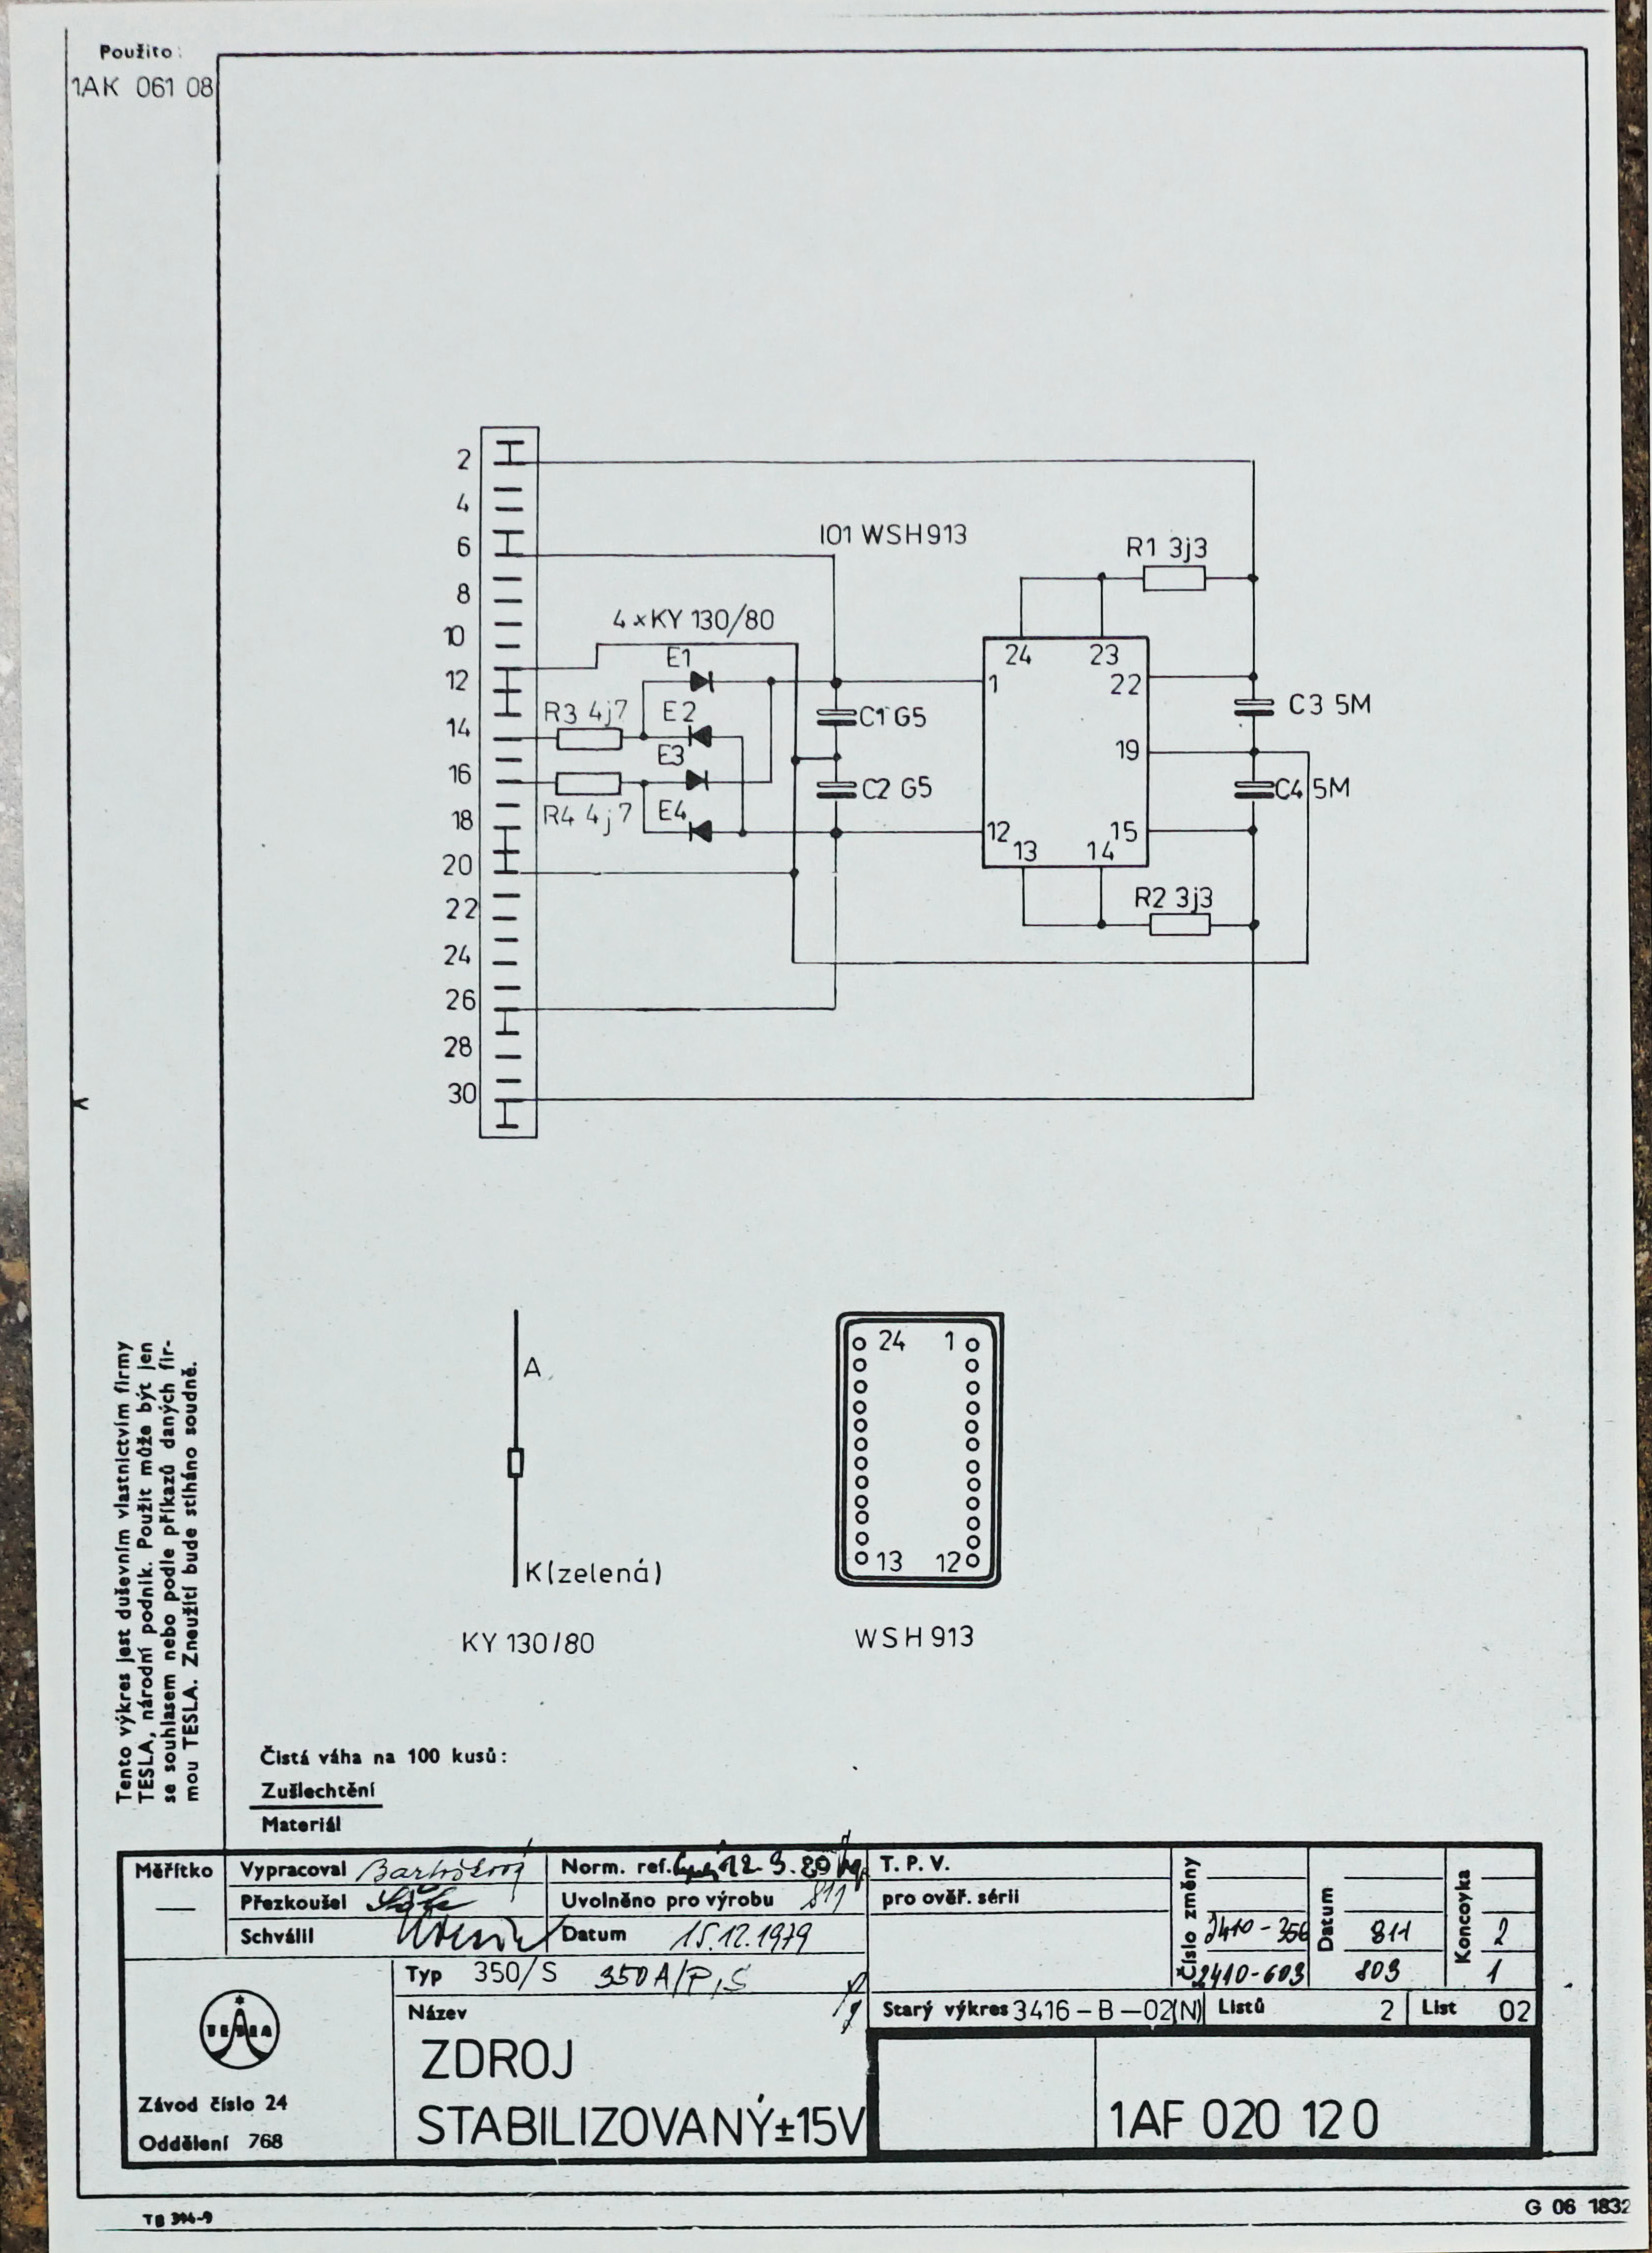 Použito:
1AK 061 08
2
4
6
8
10
12
14
16
18
20
22
24
26
28
30
I01 WSH913
R1 3j3
4×KY 130/80
E1
R3 4j7
E2
E3
R4 4j7
E4
C1 G5
C2 G5
24 23
1
22
19
12
15
13
14
C3 5M
C4 5M
R2 3j3
A
K(zelená)
KY 130/80
24 1
13 12
WSH 913
Tento výkres jest duševním vlastnictvím firmy
TESLA, národní podnik. Použit může být jen
se souhlasem nebo podle příkazů daných fir-
mou TESLA. Zneužití bude stíháno soudně.
Čistá váha na 100 kusů:
Zušlechtění
Materiál
Měřítko
—
Vypracoval
Přezkoušel
Schválil
Norm. ref. 12. 9. 80
Uvolněno pro výrobu 811
Datum 15.12.1979
T. P. V.
pro ověř. sérii
Číslo změny
2410-356
2410-603
Datum
811
803
Koncovka
2
1
Typ 350/S 350A/P,S
Starý výkres 3416-B-02(N)
Listů 2
List 02
Název
ZDROJ
STABILIZOVANÝ±15V
TESLA
Závod číslo 24
Oddělení 768
1AF 020 120
TB 394-9
G 06 1832